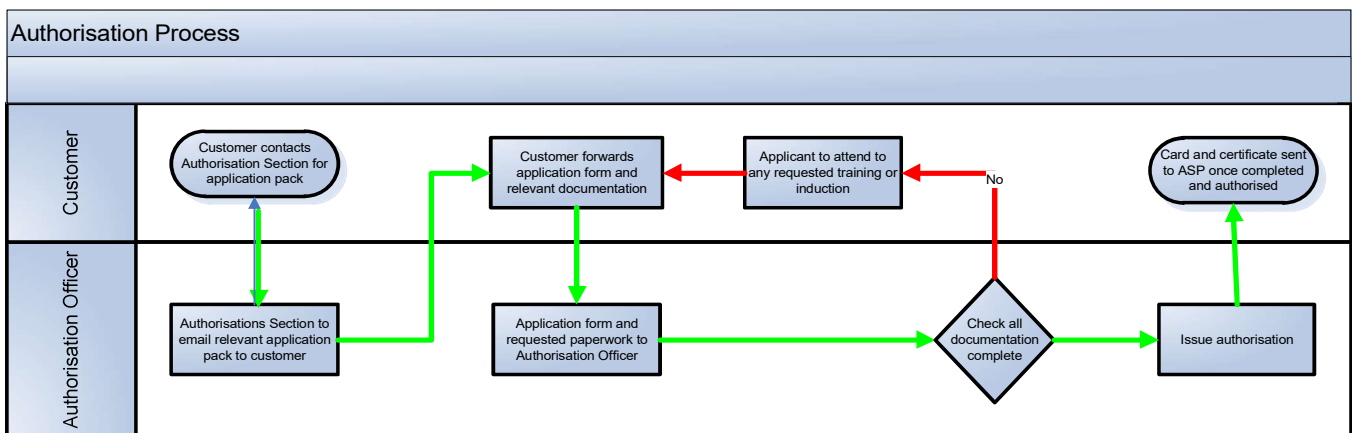 Authorisation Process
Customer
Customer contacts
Authorisation Section for
application pack
Customer forwards
application form and
relevant documentation
Applicant to attend to
any requested training or
induction
No
Card and certificate sent
to ASP once completed
and authorised
Authorisation Officer
Authorisations Section to
email relevant application
pack to customer
Application form and
requested paperwork to
Authorisation Officer
Check all
documentation
complete
Issue authorisation